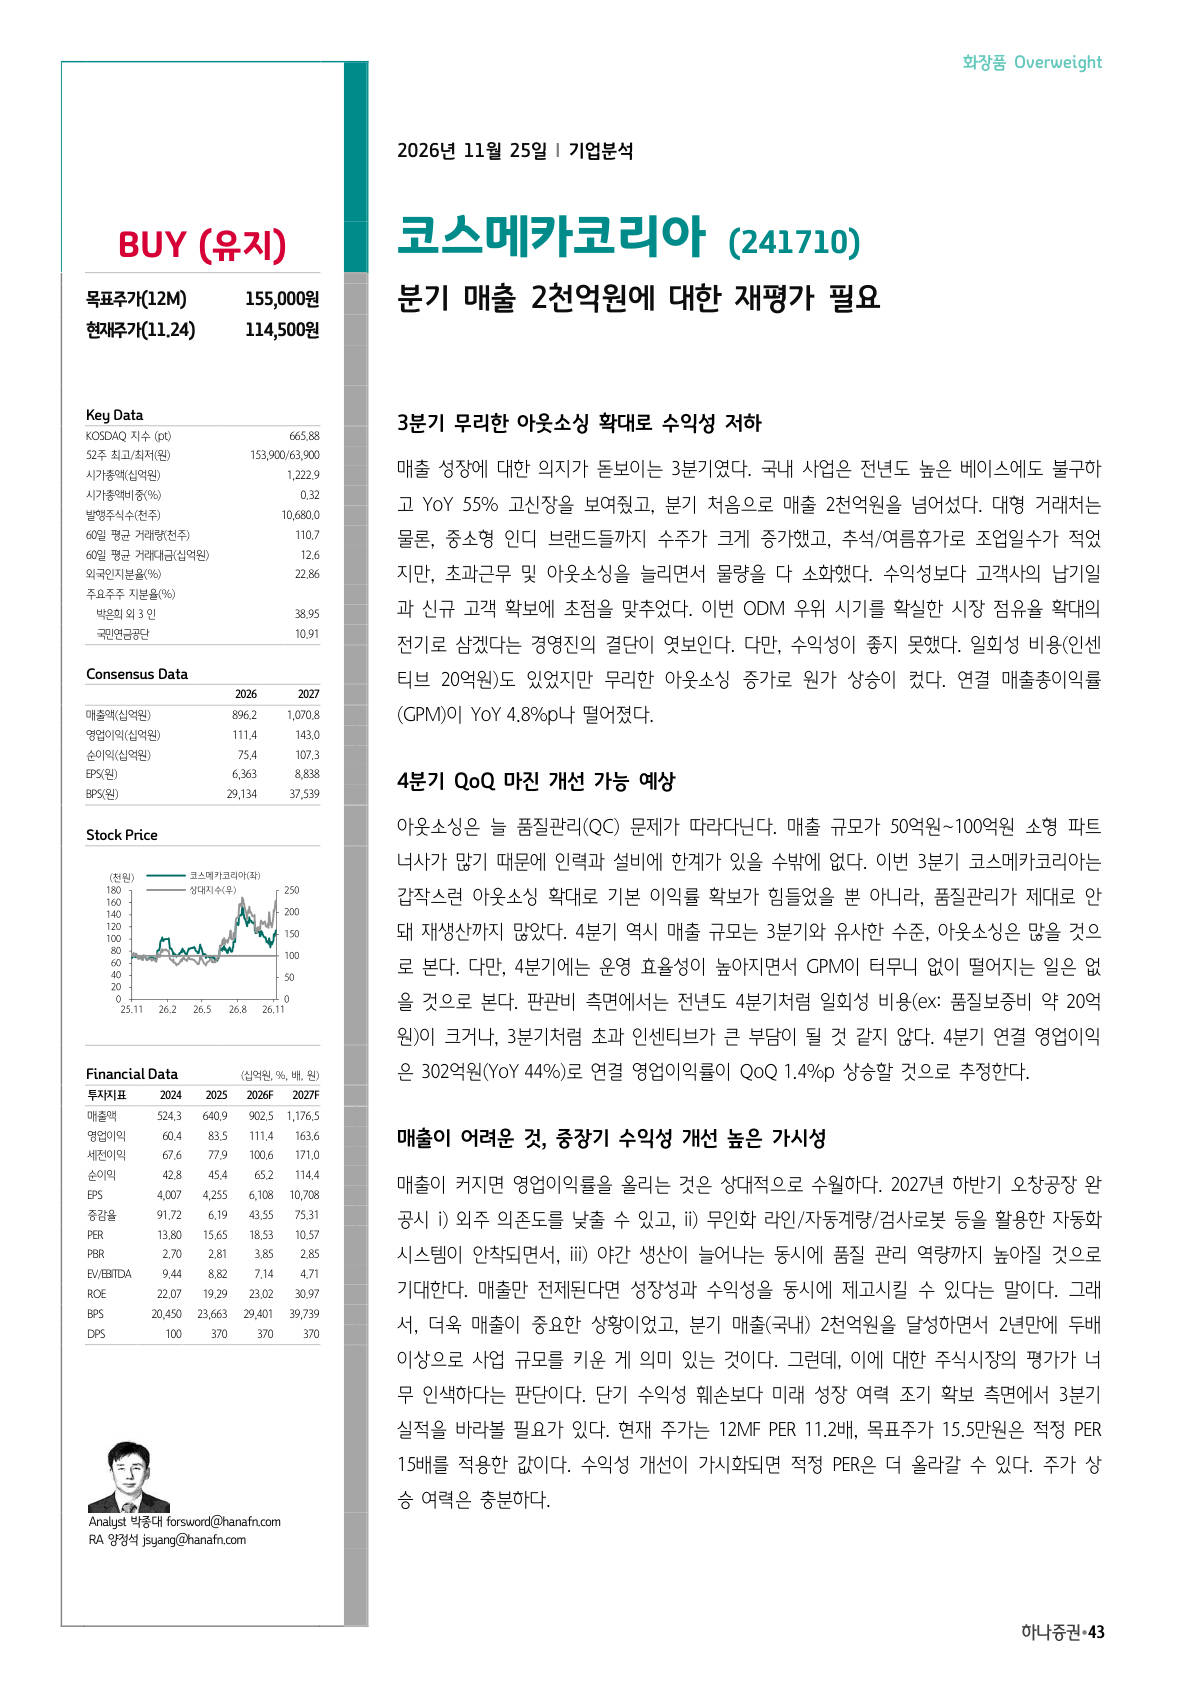 화장품 Overweight
2026년 11월 25일 | 기업분석
BUY (유지)
목표주가(12M) 155,000원
현재주가(11.24) 114,500원
Key Data
KOSDAQ 지수 (pt) 665.88
52주 최고/최저(원) 153,900/63,900
시가총액(십억원) 1,222.9
시가총액비중(%) 0.32
발행주식수(천주) 10,680.0
60일 평균 거래량(천주) 110.7
60일 평균 거래대금(십억원) 12.6
외국인지분율(%) 22.86
주요주주 지분율(%)
박은희 외 3 인 38.95
국민연금공단 10.91
Consensus Data
2026 2027
매출액(십억원) 896.2 1,070.8
영업이익(십억원) 111.4 143.0
순이익(십억원) 75.4 107.3
EPS(원) 6,363 8,838
BPS(원) 29,134 37,539
Stock Price
(천원)
코스메카코리아(좌)
상대지수(우)
180
160
140
120
100
80
60
40
20
0
250
200
150
100
50
0
25.11 26.2 26.5 26.8 26.11
Financial Data (십억원, %, 배, 원)
투자지표 2024 2025 2026F 2027F
매출액 524.3 640.9 902.5 1,176.5
영업이익 60.4 83.5 111.4 163.6
세전이익 67.6 77.9 100.6 171.0
순이익 42.8 45.4 65.2 114.4
EPS 4,007 4,255 6,108 10,708
증감율 91.72 6.19 43.55 75.31
PER 13.80 15.65 18.53 10.57
PBR 2.70 2.81 3.85 2.85
EV/EBITDA 9.44 8.82 7.14 4.71
ROE 22.07 19.29 23.02 30.97
BPS 20,450 23,663 29,401 39,739
DPS 100 370 370 370
Analyst 박종대 forsword@hanafn.com
RA 양정석 jsyang@hanafn.com
코스메카코리아 (241710)
분기 매출 2천억원에 대한 재평가 필요
3분기 무리한 아웃소싱 확대로 수익성 저하
매출 성장에 대한 의지가 돋보이는 3분기였다. 국내 사업은 전년도 높은 베이스에도 불구하
고 YoY 55% 고신장을 보여줬고, 분기 처음으로 매출 2천억원을 넘어섰다. 대형 거래처는
물론, 중소형 인디 브랜드들까지 수주가 크게 증가했고, 추석/여름휴가로 조업일수가 적었
지만, 초과근무 및 아웃소싱을 늘리면서 물량을 다 소화했다. 수익성보다 고객사의 납기일
과 신규 고객 확보에 초점을 맞추었다. 이번 ODM 우위 시기를 확실한 시장 점유율 확대의
전기로 삼겠다는 경영진의 결단이 엿보인다. 다만, 수익성이 좋지 못했다. 일회성 비용(인센
티브 20억원)도 있었지만 무리한 아웃소싱 증가로 원가 상승이 컸다. 연결 매출총이익률
(GPM)이 YoY 4.8%p나 떨어졌다.
4분기 QoQ 마진 개선 가능 예상
아웃소싱은 늘 품질관리(QC) 문제가 따라다닌다. 매출 규모가 50억원~100억원 소형 파트
너사가 많기 때문에 인력과 설비에 한계가 있을 수밖에 없다. 이번 3분기 코스메카코리아는
갑작스런 아웃소싱 확대로 기본 이익률 확보가 힘들었을 뿐 아니라, 품질관리가 제대로 안
돼 재생산까지 많았다. 4분기 역시 매출 규모는 3분기와 유사한 수준, 아웃소싱은 많을 것으
로 본다. 다만, 4분기에는 운영 효율성이 높아지면서 GPM이 터무니 없이 떨어지는 일은 없
을 것으로 본다. 판관비 측면에서는 전년도 4분기처럼 일회성 비용(ex: 품질보증비 약 20억
원)이 크거나, 3분기처럼 초과 인센티브가 큰 부담이 될 것 같지 않다. 4분기 연결 영업이익
은 302억원(YoY 44%)로 연결 영업이익률이 QoQ 1.4%p 상승할 것으로 추정한다.
매출이 어려운 것, 중장기 수익성 개선 높은 가시성
매출이 커지면 영업이익률을 올리는 것은 상대적으로 수월하다. 2027년 하반기 오창공장 완
공시 i) 외주 의존도를 낮출 수 있고, ii) 무인화 라인/자동계량/검사로봇 등을 활용한 자동화
시스템이 안착되면서, iii) 야간 생산이 늘어나는 동시에 품질 관리 역량까지 높아질 것으로
기대한다. 매출만 전제된다면 성장성과 수익성을 동시에 제고시킬 수 있다는 말이다. 그래
서, 더욱 매출이 중요한 상황이었고, 분기 매출(국내) 2천억원을 달성하면서 2년만에 두배
이상으로 사업 규모를 키운 게 의미 있는 것이다. 그런데, 이에 대한 주식시장의 평가가 너
무 인색하다는 판단이다. 단기 수익성 훼손보다 미래 성장 여력 조기 확보 측면에서 3분기
실적을 바라볼 필요가 있다. 현재 주가는 12MF PER 11.2배, 목표주가 15.5만원은 적정 PER
15배를 적용한 값이다. 수익성 개선이 가시화되면 적정 PER은 더 올라갈 수 있다. 주가 상
승 여력은 충분하다.
하나증권•43